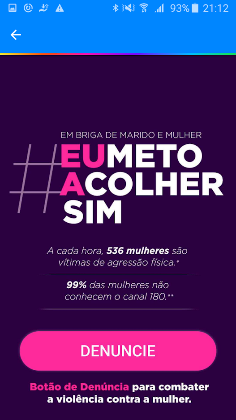 93% 21:12
EM BRIGA DE MARIDO E MULHER
#EUMETO
ACOLHER
SIM
A cada hora, 536 mulheres são
vítimas de agressão física.*
99% das mulheres não
conhecem o canal 180.**
DENUNCIE
Botão de Denúncia para combater
a violência contra a mulher.